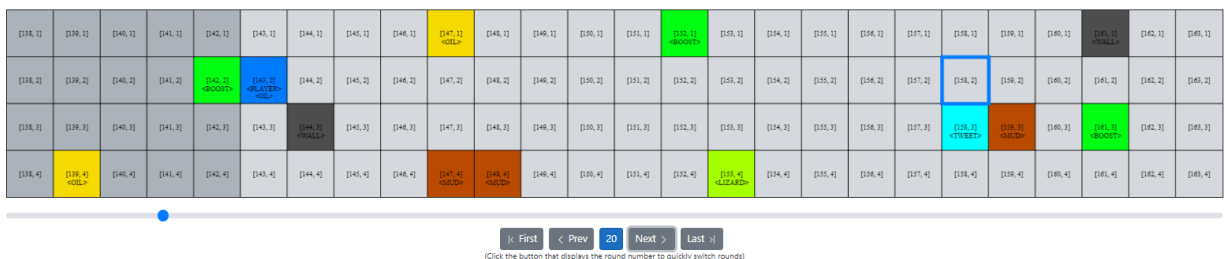 [138, 1] [139, 1] [140, 1] [141, 1] [142, 1] [143, 1] [144, 1] [145, 1] [146, 1] [147, 1] [148, 1] [149, 1] [150, 1] [151, 1] [152, 1] [153, 1] [154, 1] [155, 1] [156, 1] [157, 1] [158, 1] [159, 1] [160, 1] [161, 1] [162, 1] [163, 1]
<OIL> <BOOST> <WALL>
[138, 2] [139, 2] [140, 2] [141, 2] [142, 2] [143, 2] [144, 2] [145, 2] [146, 2] [147, 2] [148, 2] [149, 2] [150, 2] [151, 2] [152, 2] [153, 2] [154, 2] [155, 2] [156, 2] [157, 2] [158, 2] [159, 2] [160, 2] [161, 2] [162, 2] [163, 2]
<BOOST> <PLAYER>
<OIL>
[138, 3] [139, 3] [140, 3] [141, 3] [142, 3] [143, 3] [144, 3] [145, 3] [146, 3] [147, 3] [148, 3] [149, 3] [150, 3] [151, 3] [152, 3] [153, 3] [154, 3] [155, 3] [156, 3] [157, 3] [158, 3] [159, 3] [160, 3] [161, 3] [162, 3] [163, 3]
<WALL> <TWEET> <MUD> <BOOST>
[138, 4] [139, 4] [140, 4] [141, 4] [142, 4] [143, 4] [144, 4] [145, 4] [146, 4] [147, 4] [148, 4] [149, 4] [150, 4] [151, 4] [152, 4] [153, 4] [154, 4] [155, 4] [156, 4] [157, 4] [158, 4] [159, 4] [160, 4] [161, 4] [162, 4] [163, 4]
<OIL> <MUD> <MUD> <LIZARD>
|< First < Prev 20 Next > Last >|
(Click the button that displays the round number to quickly switch rounds)